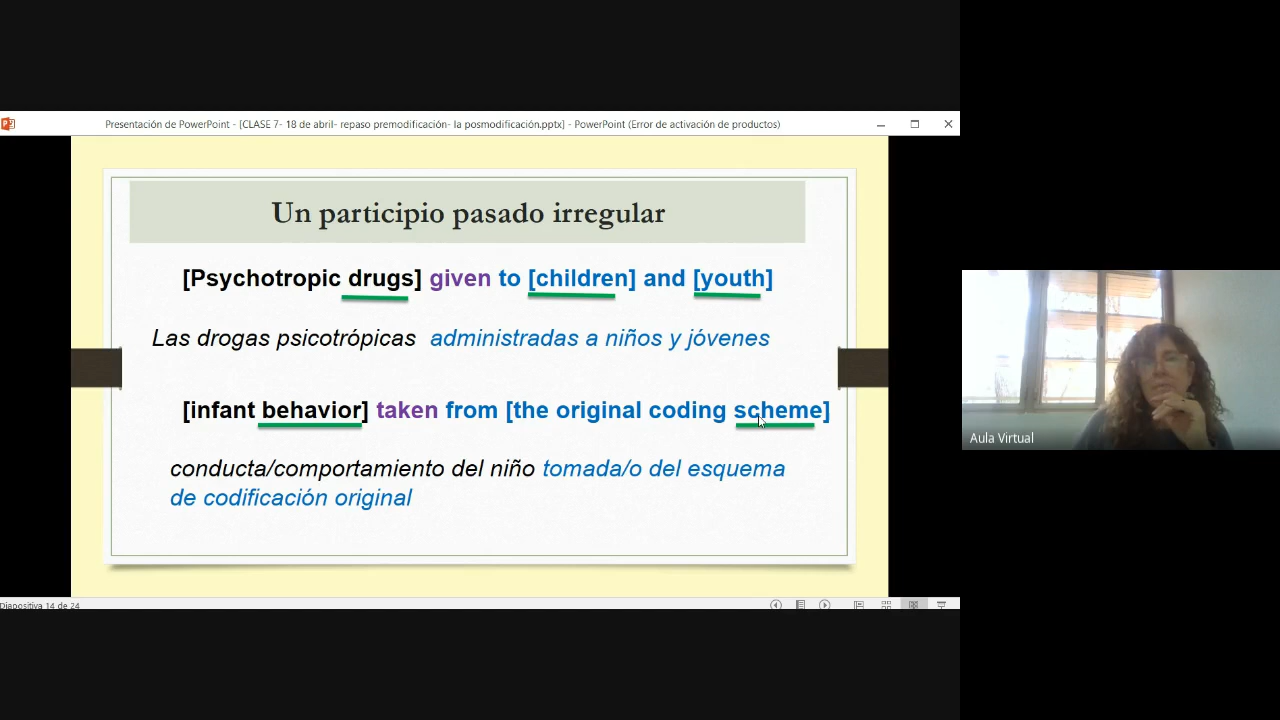 Presentación de PowerPoint - [CLASE 7- 18 de abril- repaso premodificación- la posmodificación.pptx] - PowerPoint (Error de activación de productos)
Un participio pasado irregular
[Psychotropic drugs] given to [children] and [youth]
Las drogas psicotrópicas administradas a niños y jóvenes
[infant behavior] taken from [the original coding scheme]
conducta/comportamiento del niño tomada/o del esquema
de codificación original
Aula Virtual
Diapositiva 14 de 24